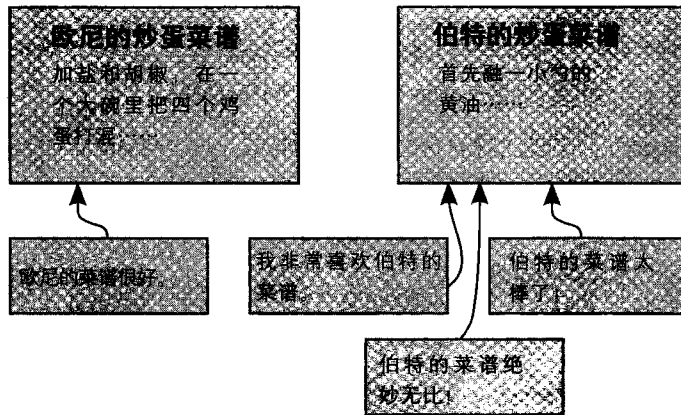 欧尼的炒蛋菜谱
加盐和胡椒，在一
个大碗里把四个鸡
蛋打混……
伯特的炒蛋菜谱
首先融一小勺的
黄油……
欧尼的菜谱很好。
我非常喜欢伯特的
菜谱。
伯特的菜谱太
棒了！
伯特的菜谱绝
妙无比！